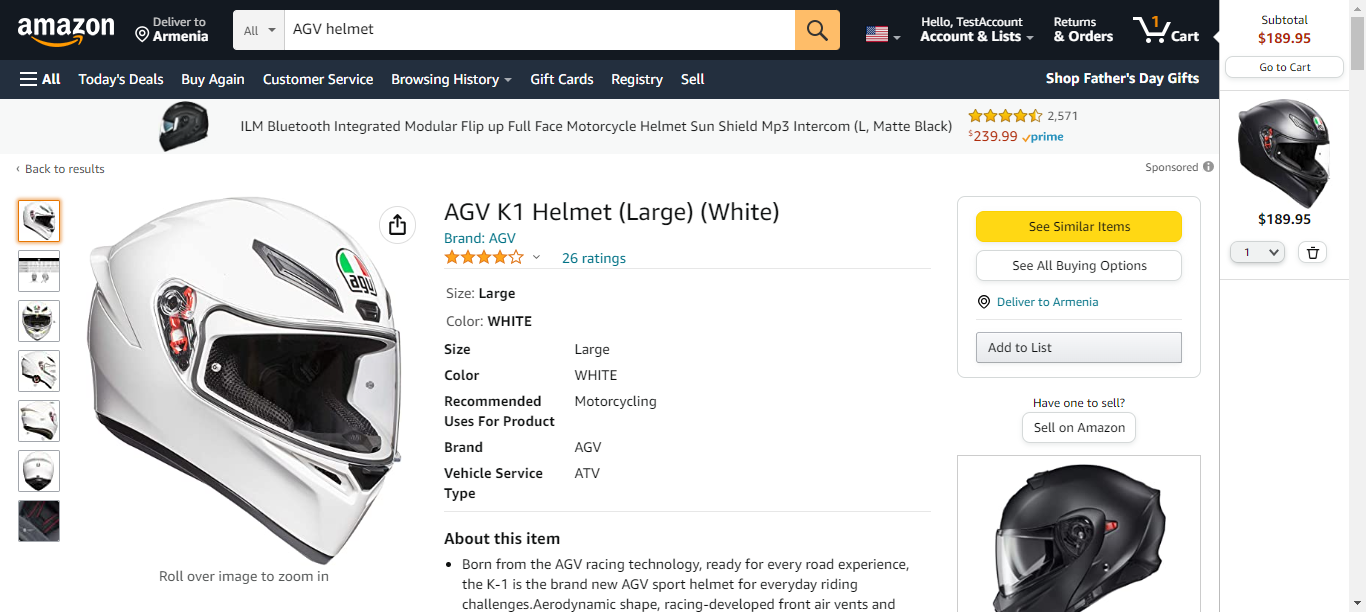 amazon
Deliver to
Armenia
All
AGV helmet
Hello, TestAccount
Account & Lists
Returns
& Orders
1
Cart
Subtotal
$189.95
Go to Cart
All
Today's Deals
Buy Again
Customer Service
Browsing History
Gift Cards
Registry
Sell
Shop Father's Day Gifts
ILM Bluetooth Integrated Modular Flip up Full Face Motorcycle Helmet Sun Shield Mp3 Intercom (L, Matte Black)
2,571
$239.99 prime
‹ Back to results
Sponsored
$189.95
1
AGV K1 Helmet (Large) (White)
Brand: AGV
26 ratings
Size: Large
Color: WHITE
Size Large
Color WHITE
Recommended Motorcycling
Uses For Product
Brand AGV
Vehicle Service ATV
Type
About this item
• Born from the AGV racing technology, ready for every road experience,
the K-1 is the brand new AGV sport helmet for everyday riding
challenges.Aerodynamic shape, racing-developed front air vents and
agv
Roll over image to zoom in
See Similar Items
See All Buying Options
Deliver to Armenia
Add to List
Have one to sell?
Sell on Amazon